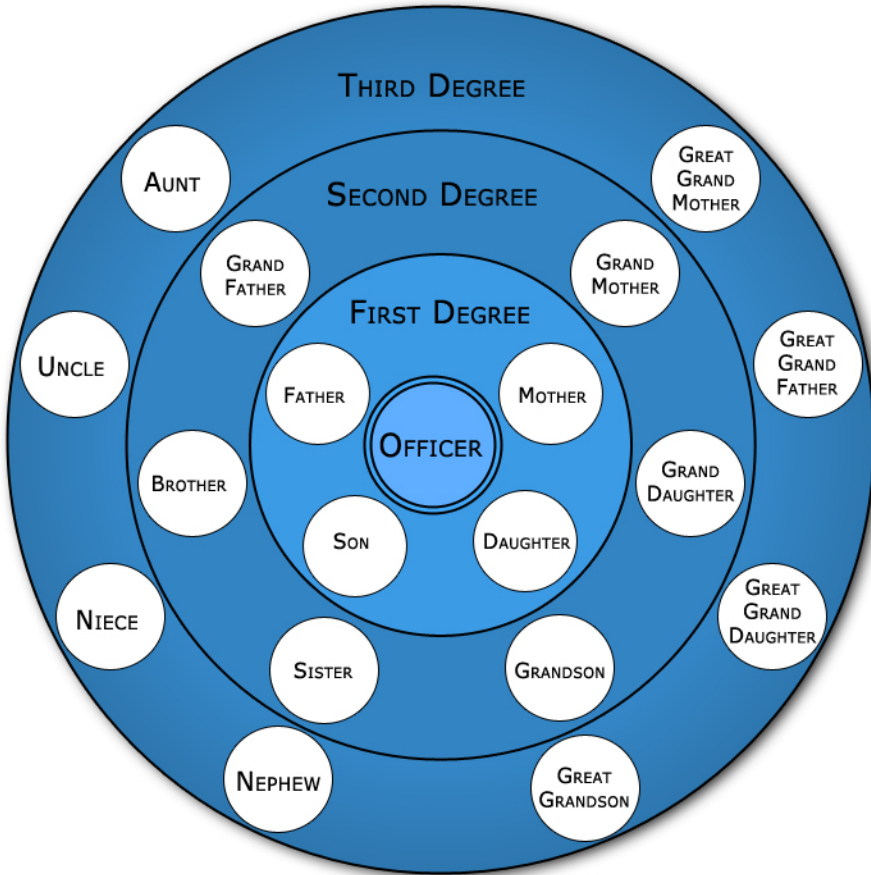 THIRD DEGREE
AUNT
GREAT
GRAND
MOTHER
SECOND DEGREE
GRAND
FATHER
GRAND
MOTHER
FIRST DEGREE
UNCLE
GREAT
GRAND
FATHER
FATHER
MOTHER
OFFICER
BROTHER
GRAND
DAUGHTER
SON
DAUGHTER
NIECE
GREAT
GRAND
DAUGHTER
SISTER
GRANDSON
NEPHEW
GREAT
GRANDSON